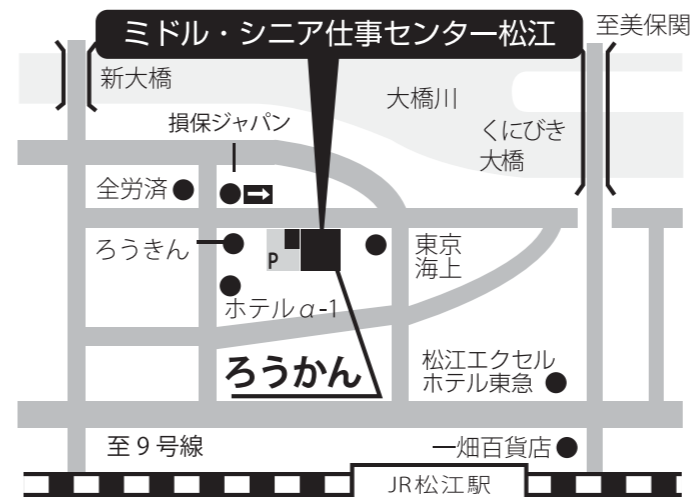 ミドル・シニア仕事センター松江
至美保関
新大橋
大橋川
損保ジャパン
くにびき
大橋
全労済
ろうきん
P
東京
海上
ホテルα-1
松江エクセル
ホテル東急
ろうかん
至9号線
一畑百貨店
JR松江駅